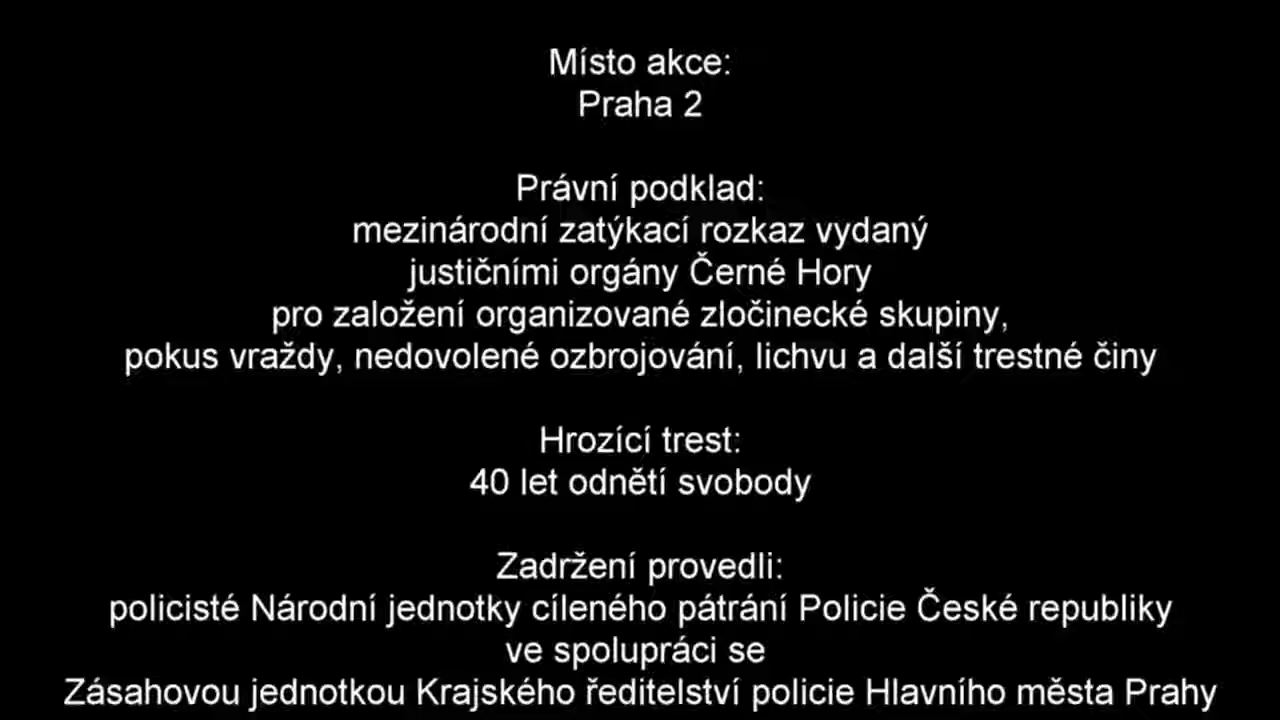 Místo akce:
Praha 2
Právní podklad:
mezinárodní zatýkací rozkaz vydaný
justičními orgány Černé Hory
pro založení organizované zločinecké skupiny,
pokus vraždy, nedovolené ozbrojování, lichvu a další trestné činy
Hrozící trest:
40 let odnětí svobody
Zadržení provedli:
policisté Národní jednotky cíleného pátrání Policie České republiky
ve spolupráci se
Zásahovou jednotkou Krajského ředitelství policie Hlavního města Prahy